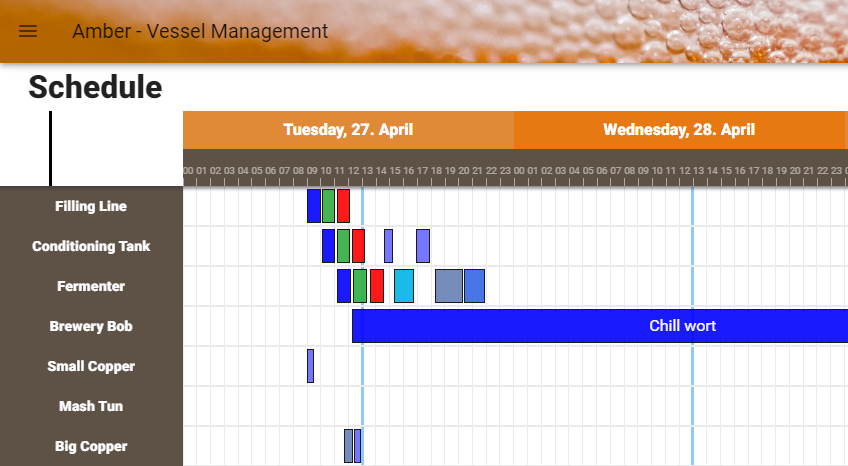 Amber - Vessel Management
Schedule
Tuesday, 27. April
Wednesday, 28. April
00 01 02 03 04 05 06 07 08 09 10 11 12 13 14 15 16 17 18 19 20 21 22 23 00 01 02 03 04 05 06 07 08 09 10 11 12 13 14 15 16 17 18 19 20 21 22 23
Filling Line
Conditioning Tank
Fermenter
Brewery Bob
Chill wort
Small Copper
Mash Tun
Big Copper